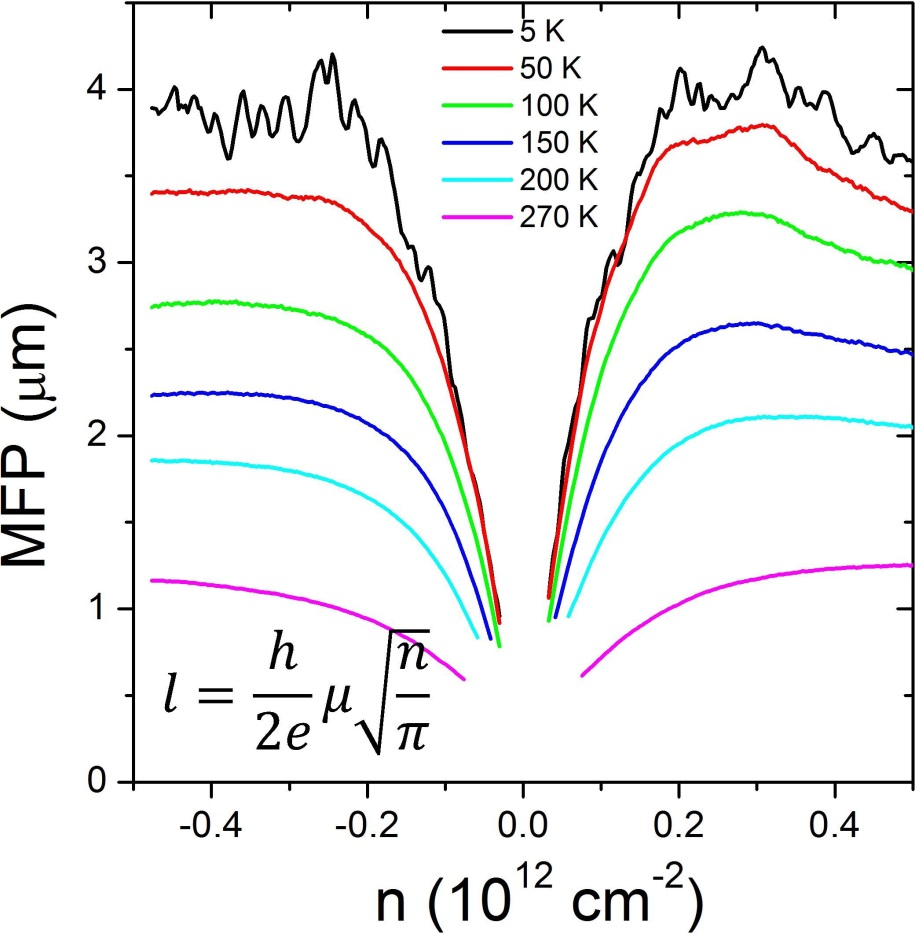 MFP (μm)
4
3
2
1
0
5 K
50 K
100 K
150 K
200 K
270 K
l = h/2e μ√n/π
-0.4 -0.2 0.0 0.2 0.4
n (10¹² cm⁻²)